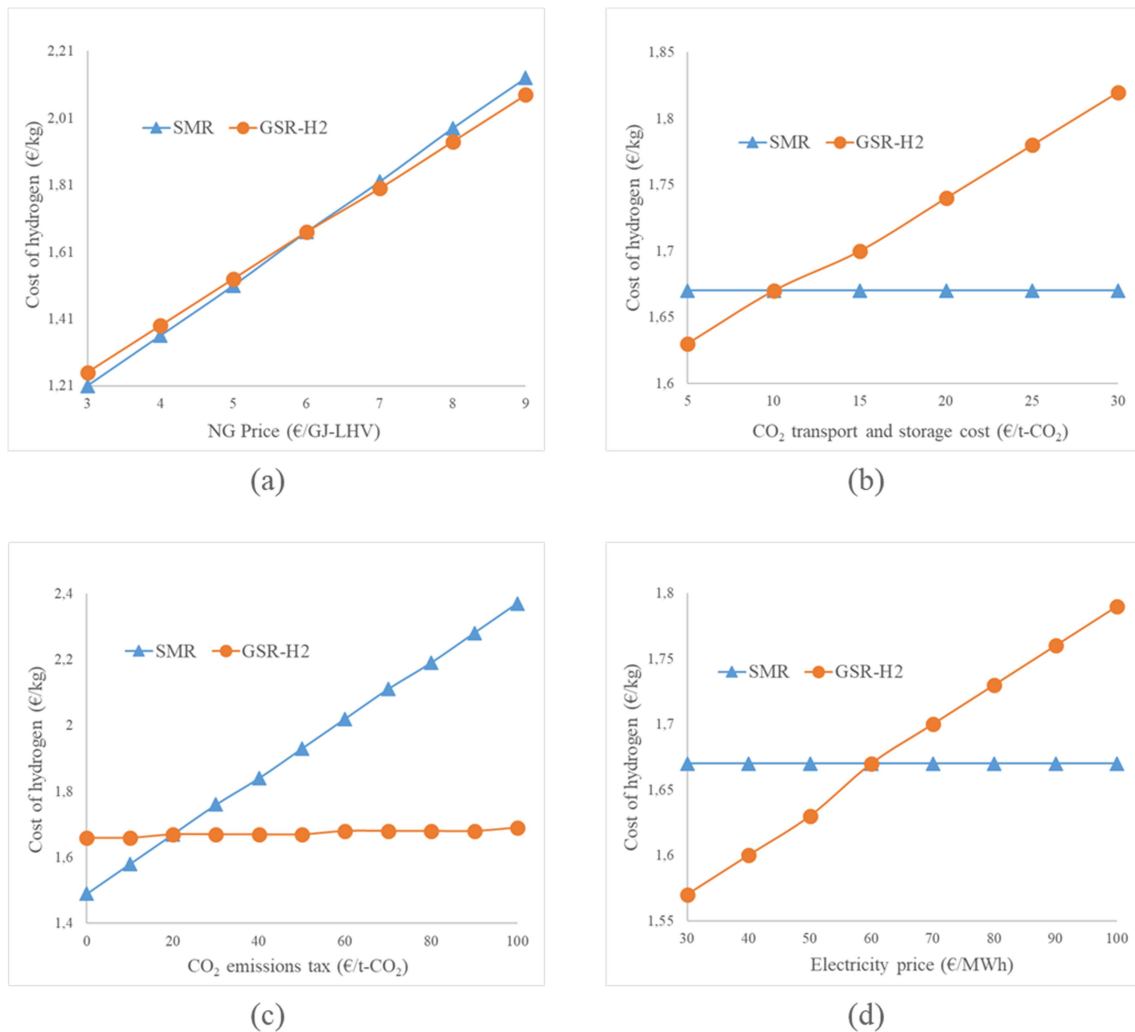 2,21
2,01
1,81
1,61
1,41
1,21
Cost of hydrogen (€/kg)
SMR GSR-H2
3 4 5 6 7 8 9
NG Price (€/GJ-LHV)
(a)
1,85
1,8
1,75
1,7
1,65
1,6
Cost of hydrogen (€/kg)
SMR GSR-H2
5 10 15 20 25 30
CO₂ transport and storage cost (€/t-CO₂)
(b)
2,4
2,2
2
1,8
1,6
1,4
Cost of hydrogen (€/kg)
SMR GSR-H2
0 20 40 60 80 100
CO₂ emissions tax (€/t-CO₂)
(c)
1,8
1,75
1,7
1,65
1,6
1,55
Cost of hydrogen (€/kg)
SMR GSR-H2
30 40 50 60 70 80 90 100
Electricity price (€/MWh)
(d)